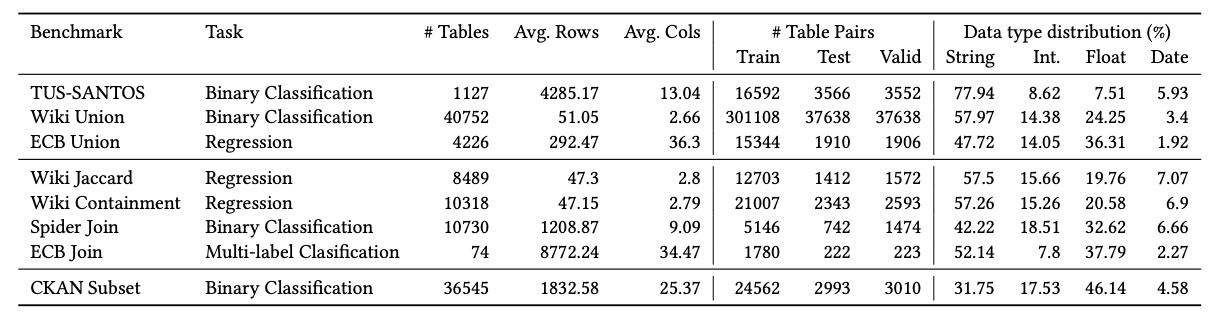 Benchmark Task # Tables Avg. Rows Avg. Cols # Table Pairs Data type distribution (%)
Train Test Valid String Int. Float Date
TUS-SANTOS Binary Classification 1127 4285.17 13.04 16592 3566 3552 77.94 8.62 7.51 5.93
Wiki Union Binary Classification 40752 51.05 2.66 301108 37638 37638 57.97 14.38 24.25 3.4
ECB Union Regression 4226 292.47 36.3 15344 1910 1906 47.72 14.05 36.31 1.92
Wiki Jaccard Regression 8489 47.3 2.8 12703 1412 1572 57.5 15.66 19.76 7.07
Wiki Containment Regression 10318 47.15 2.79 21007 2343 2593 57.26 15.26 20.58 6.9
Spider Join Binary Classification 10730 1208.87 9.09 5146 742 1474 42.22 18.51 32.62 6.66
ECB Join Multi-label Classification 74 8772.24 34.47 1780 222 223 52.14 7.8 37.79 2.27
CKAN Subset Binary Classification 36545 1832.58 25.37 24562 2993 3010 31.75 17.53 46.14 4.58